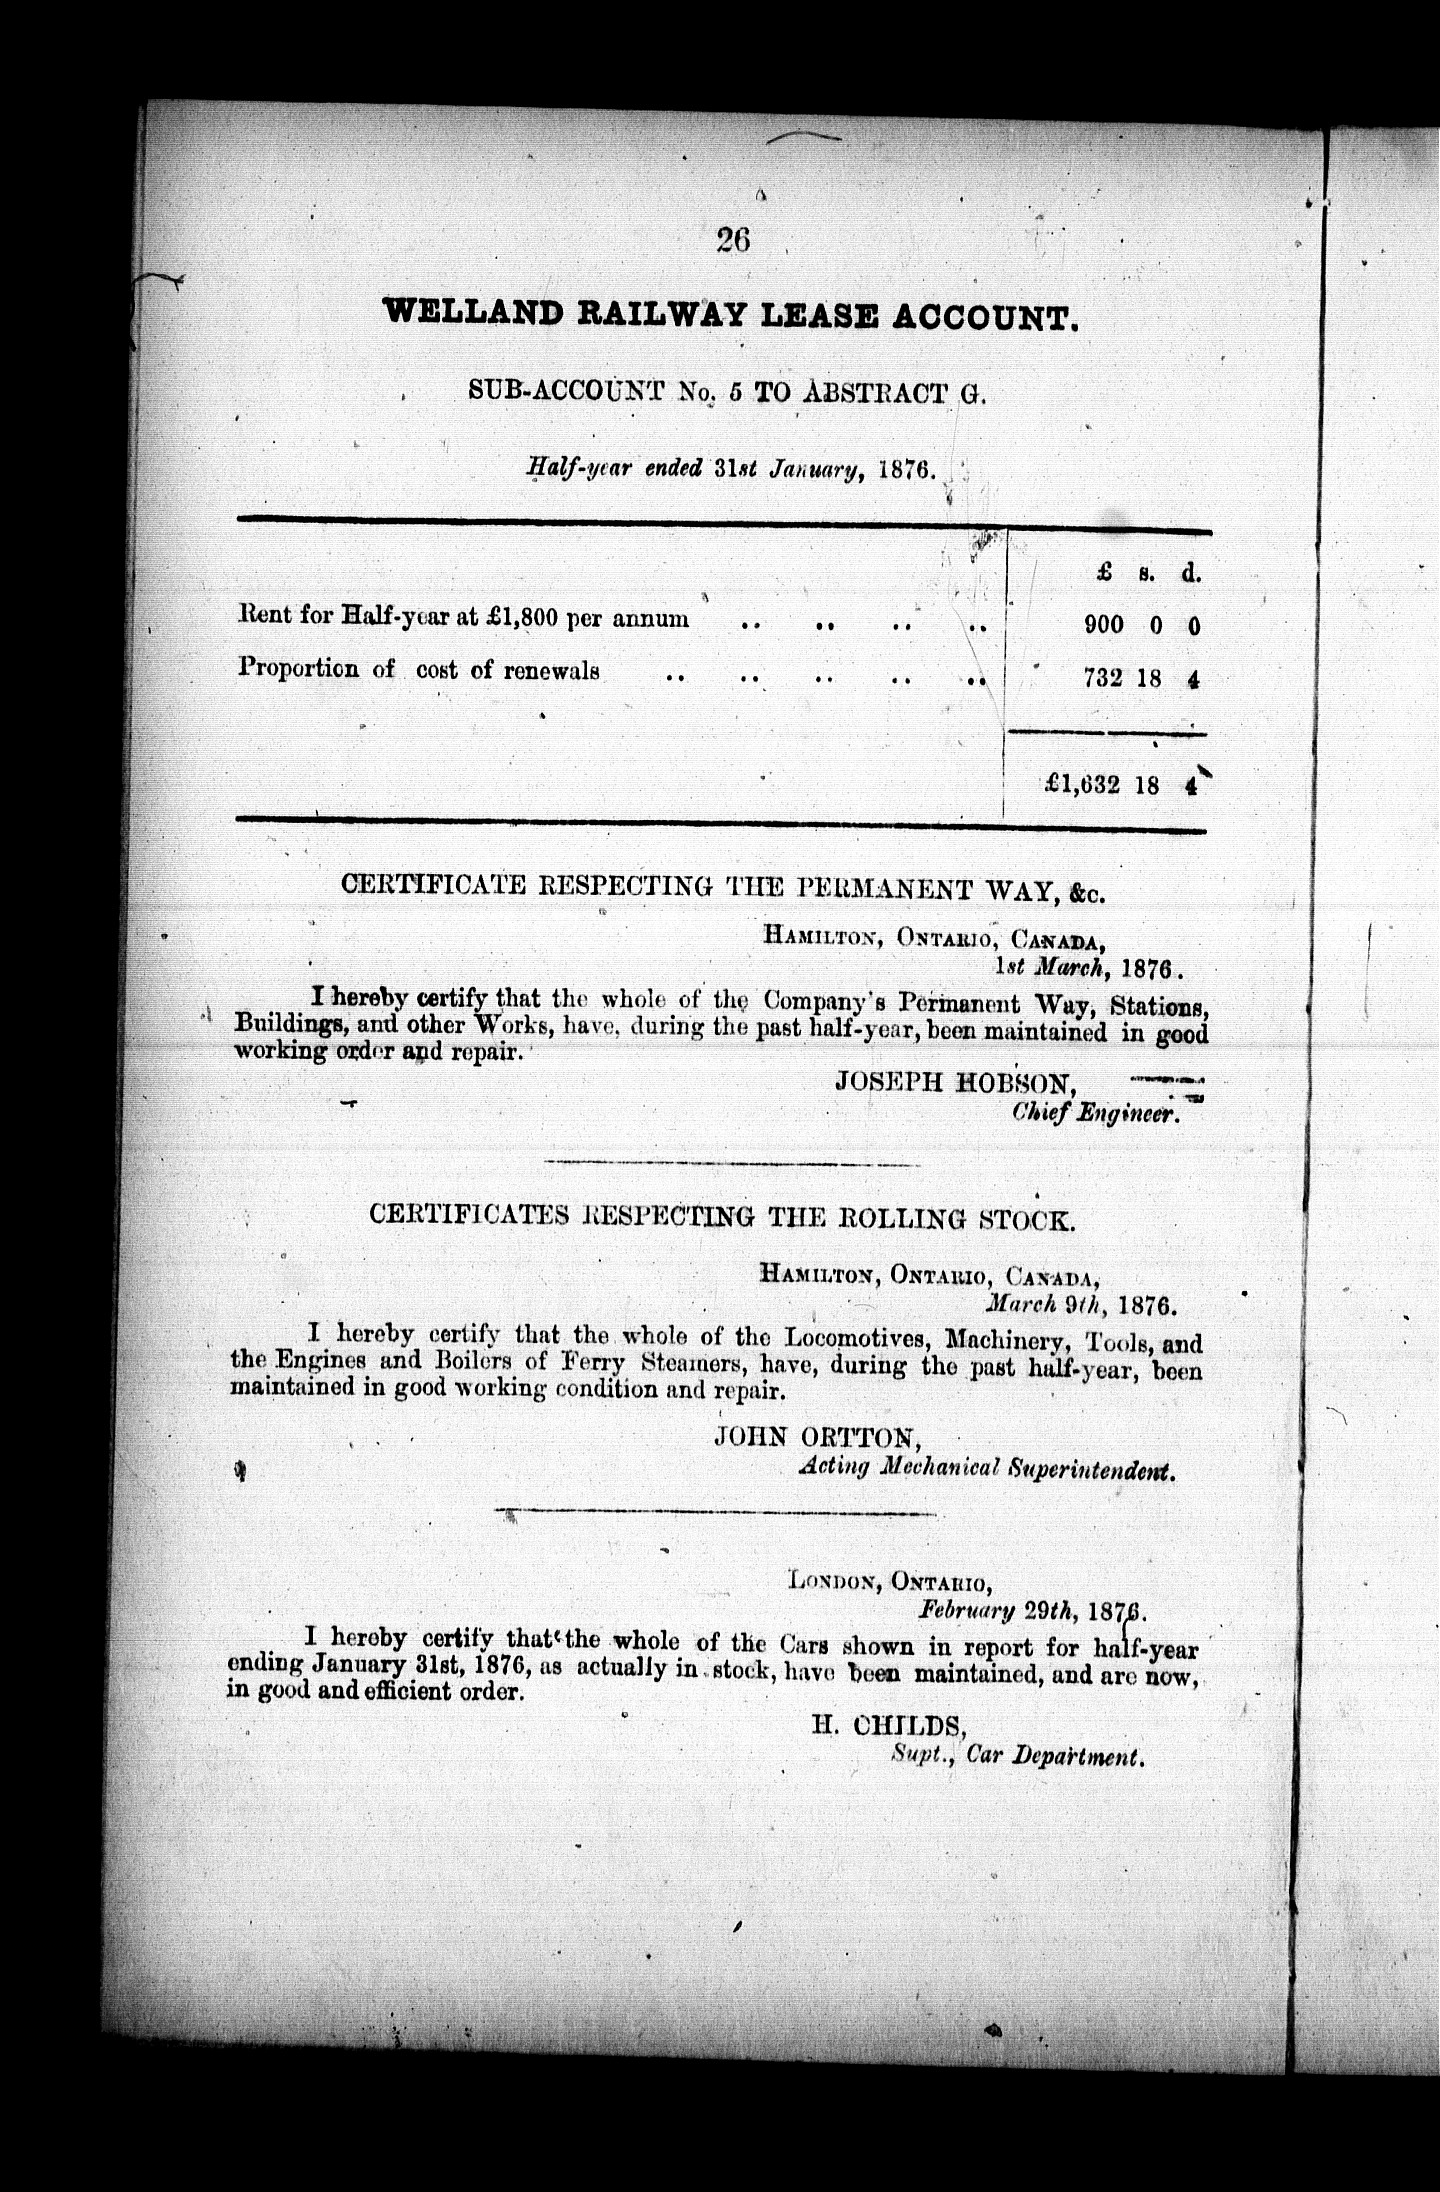 26
WELLAND RAILWAY LEASE ACCOUNT.
SUB-ACCOUNT No. 5 TO ABSTRACT G.
Half-year ended 31st January, 1876.
£ s. d.
Rent for Half-year at £1,800 per annum .. .. .. .. 900 0 0
Proportion of cost of renewals .. .. .. .. .. 732 18 4
£1,632 18 4
CERTIFICATE RESPECTING THE PERMANENT WAY, &c.
HAMILTON, ONTARIO, CANADA,
1st March, 1876.
I hereby certify that the whole of the Company's Permanent Way, Stations,
Buildings, and other Works, have, during the past half-year, been maintained in good
working order and repair.
JOSEPH HOBSON,
Chief Engineer.
CERTIFICATES RESPECTING THE ROLLING STOCK.
HAMILTON, ONTARIO, CANADA,
March 9th, 1876.
I hereby certify that the whole of the Locomotives, Machinery, Tools, and
the Engines and Boilers of Ferry Steamers, have, during the past half-year, been
maintained in good working condition and repair.
JOHN ORTTON,
Acting Mechanical Superintendent.
LONDON, ONTARIO,
February 29th, 1876.
I hereby certify that the whole of the Cars shown in report for half-year
ending January 31st, 1876, as actually in stock, have been maintained, and are now,
in good and efficient order.
H. CHILDS,
Supt., Car Department.